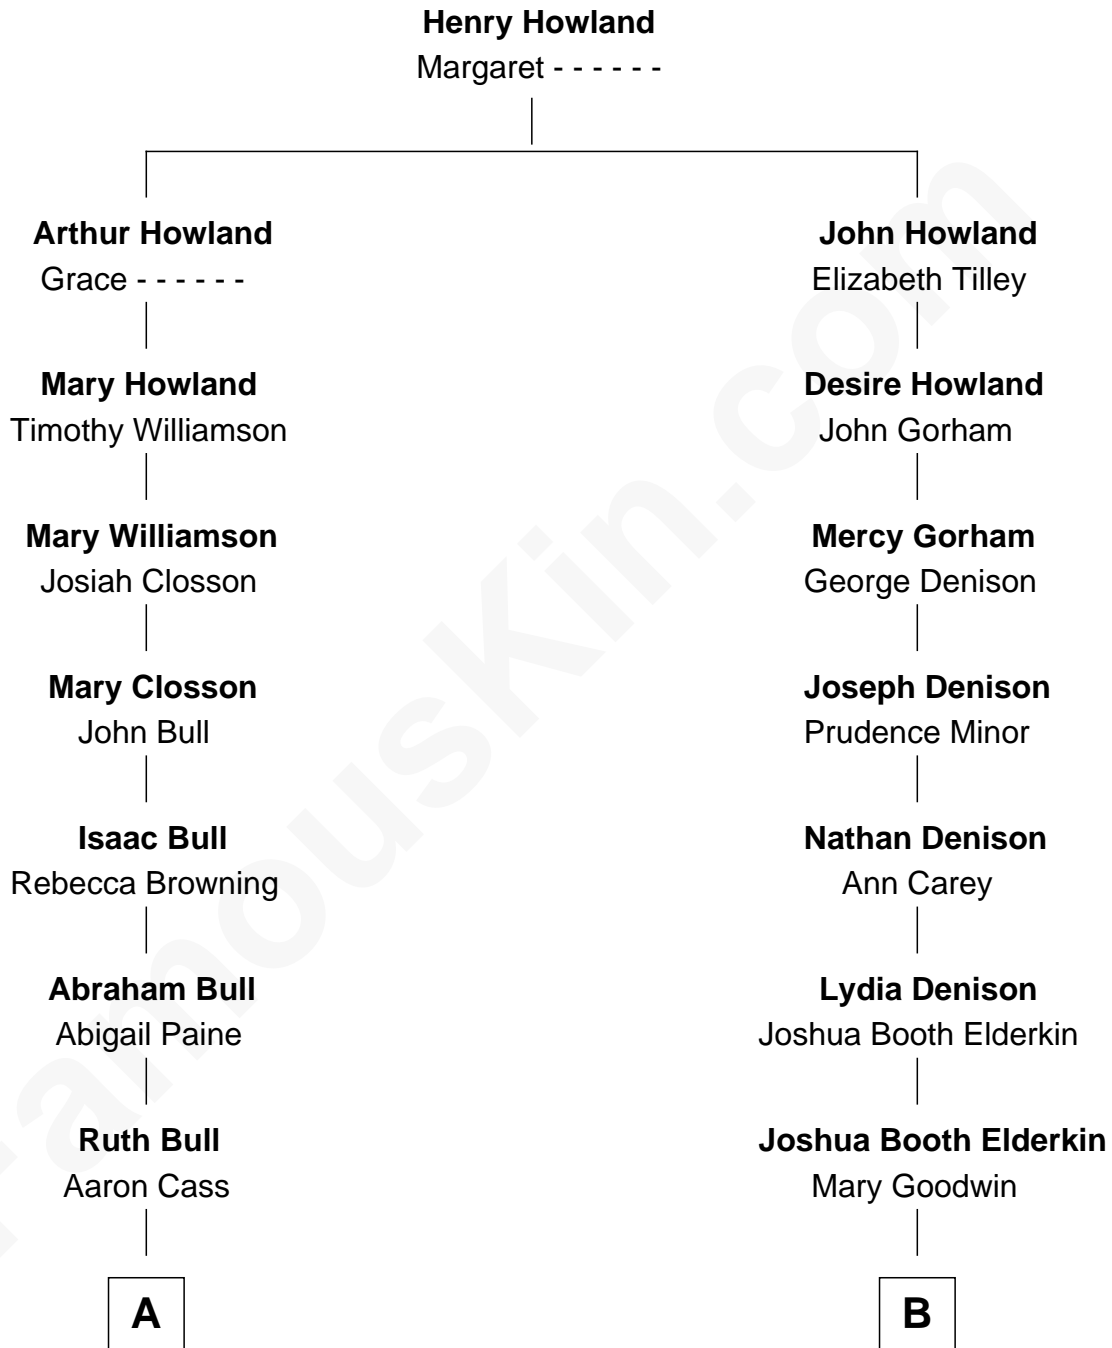 Henry Howland
Margaret - - - - - -
Arthur Howland
Grace - - - - - -
John Howland
Elizabeth Tilley
Mary Howland
Timothy Williamson
Desire Howland
John Gorham
Mary Williamson
Josiah Closson
Mercy Gorham
George Denison
Mary Closson
John Bull
Joseph Denison
Prudence Minor
Isaac Bull
Rebecca Browning
Nathan Denison
Ann Carey
Abraham Bull
Abigail Paine
Lydia Denison
Joshua Booth Elderkin
Ruth Bull
Aaron Cass
Joshua Booth Elderkin
Mary Goodwin
A
B
FamousKin.com